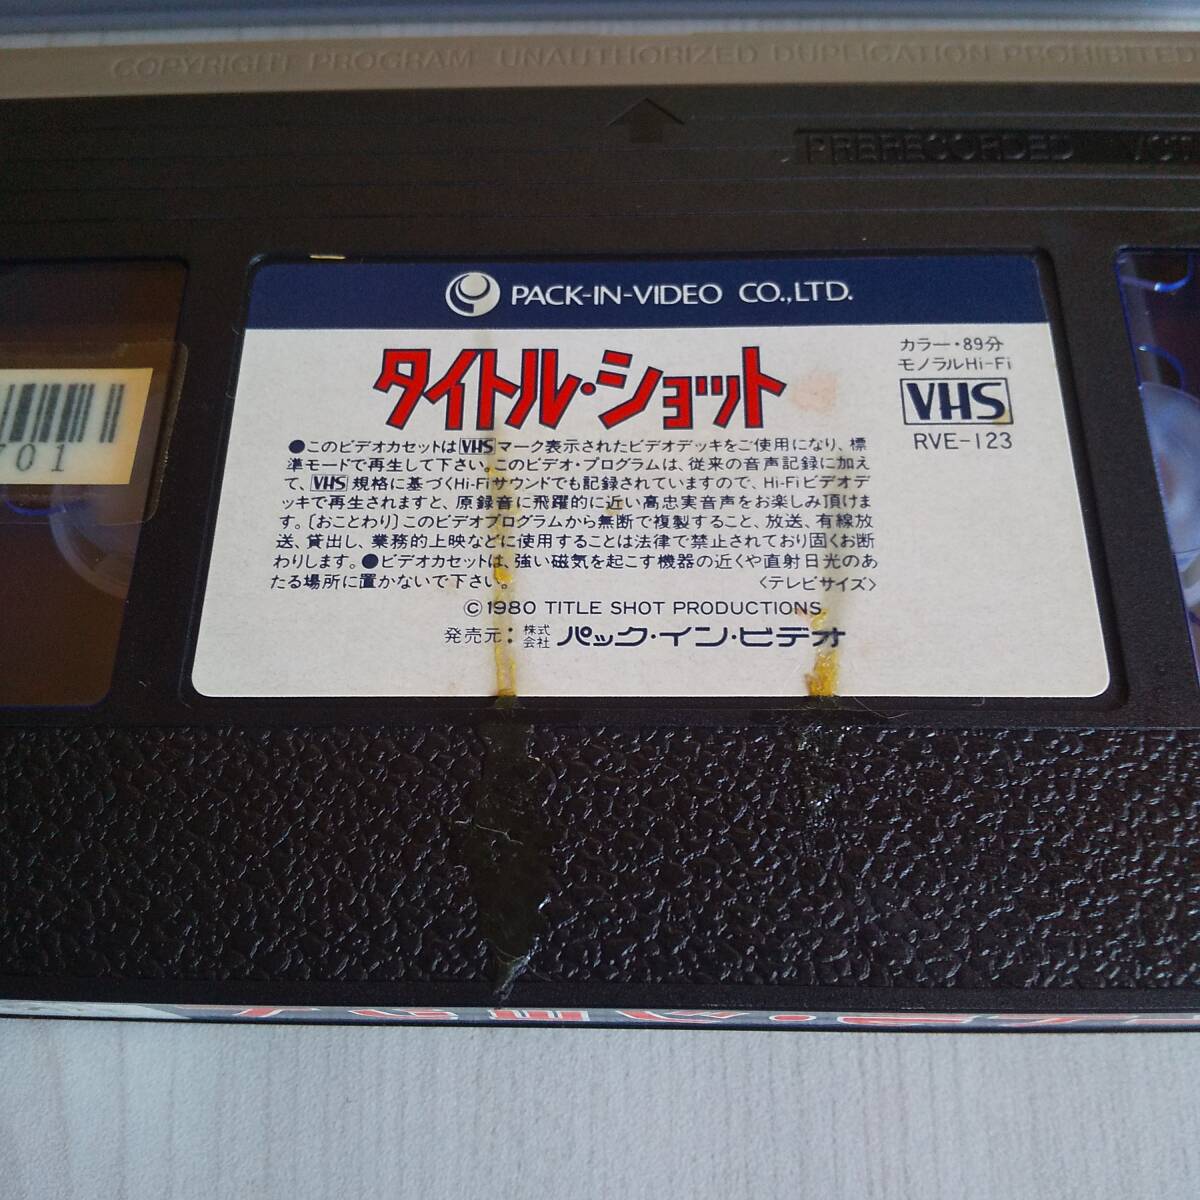 COPYRIGHT PROGRAM UNAUTHORIZED DUPLICATION PROHIBITED
PRERECORDED
701
PACK-IN-VIDEO CO.,LTD.
タイトル・ショット
カラー・89分
モノラルHi-Fi
VHS
RVE-123
●このビデオカセットはVHSマーク表示されたビデオデッキをご使用になり、標
準モードで再生して下さい。このビデオ・プログラムは、従来の音声記録に加え
て、VHS規格に基づくHi-Fiサウンドでも記録されていますので、Hi-Fiビデオデ
ッキで再生されますと、原録音に飛躍的に近い高忠実音声をお楽しみ頂けま
す。〔おことわり〕このビデオプログラムから無断で複製すること、放送、有線放
送、貸出し、業務的上映などに使用することは法律で禁止されており固くお断
わりします。●ビデオカセットは、強い磁気を起こす機器の近くや直射日光のあ
たる場所に置かないで下さい。
〈テレビサイズ〉
©1980 TITLE SHOT PRODUCTIONS.
発売元：株式会社 パック・イン・ビデオ